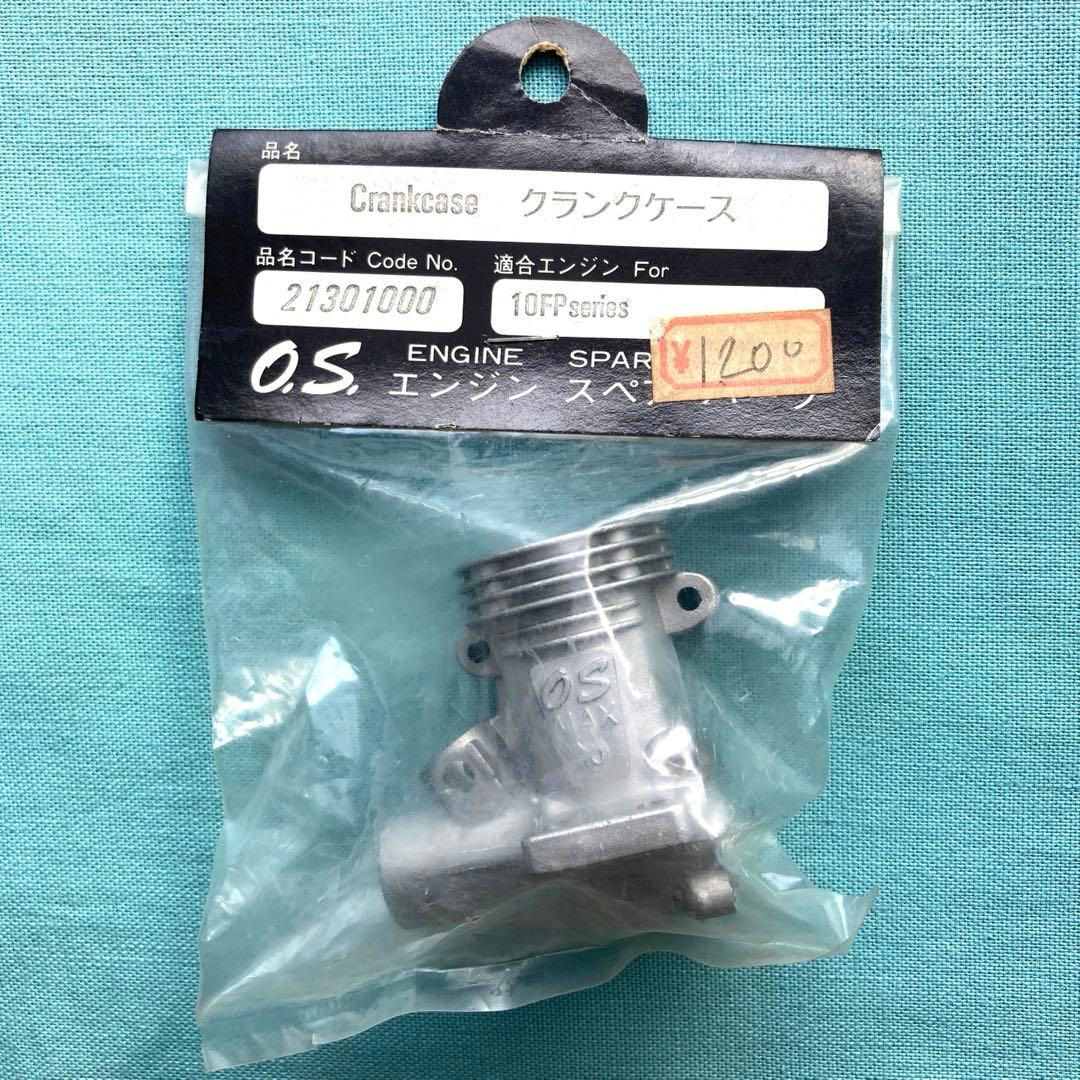 品名
Crankcase クランクケース
品名コード Code No. 適合エンジン For
21301000 10FP series
O.S. ENGINE SPAR
エンジン スペ
¥1200
O.S
MAX